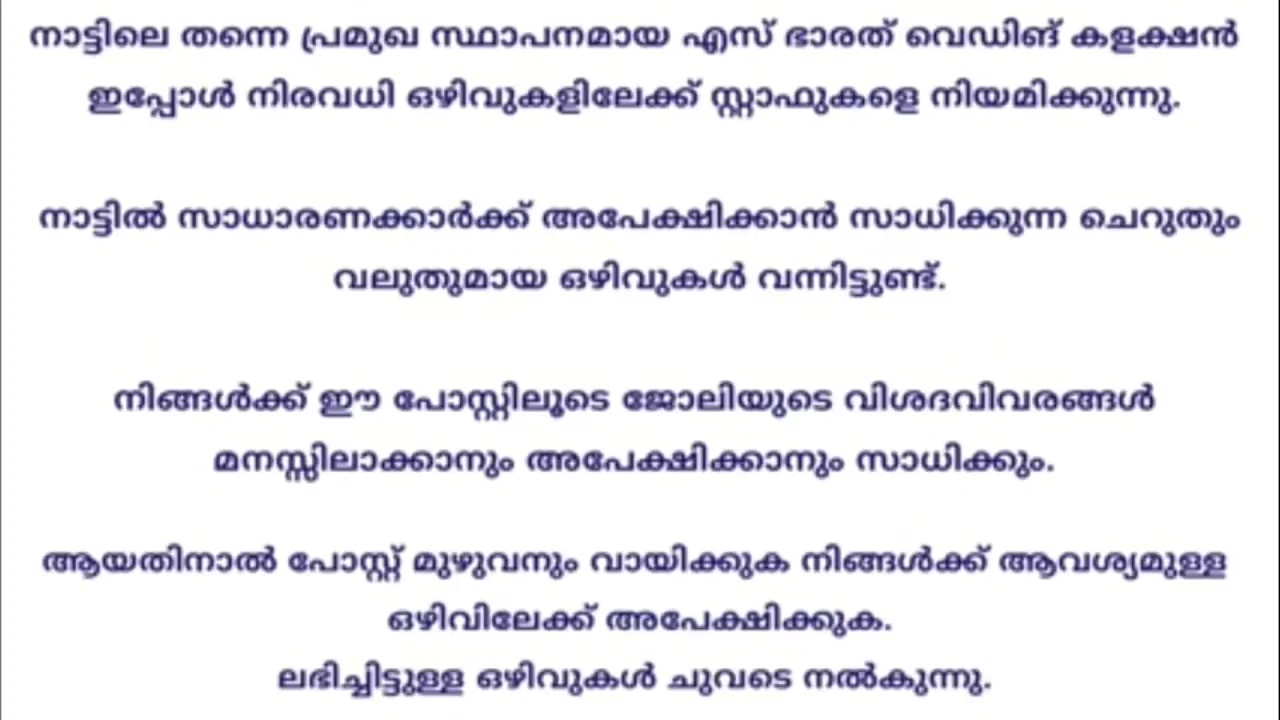 നാട്ടിലെ തന്നെ പ്രമുഖ സ്ഥാപനമായ എസ് ഭാരത് വെഡിങ് കളക്ഷൻ
ഇപ്പോൾ നിരവധി ഒഴിവുകളിലേക്ക് സ്റ്റാഫുകളെ നിയമിക്കുന്നു.
നാട്ടിൽ സാധാരണക്കാർക്ക് അപേക്ഷിക്കാൻ സാധിക്കുന്ന ചെറുതും
വലുതുമായ ഒഴിവുകൾ വന്നിട്ടുണ്ട്.
നിങ്ങൾക്ക് ഈ പോസ്റ്റിലൂടെ ജോലിയുടെ വിശദവിവരങ്ങൾ
മനസ്സിലാക്കാനും അപേക്ഷിക്കാനും സാധിക്കും.
ആയതിനാൽ പോസ്റ്റ് മുഴുവനും വായിക്കുക നിങ്ങൾക്ക് ആവശ്യമുള്ള
ഒഴിവിലേക്ക് അപേക്ഷിക്കുക.
ലഭിച്ചിട്ടുള്ള ഒഴിവുകൾ ചുവടെ നൽകുന്നു.